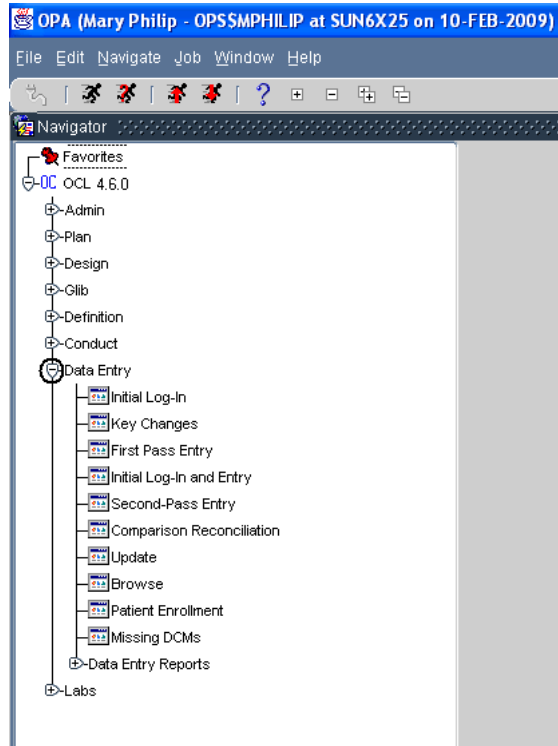 OPA (Mary Philip - OPS$MPHILIP at SUN6X25 on 10-FEB-2009)
File Edit Navigate Job Window Help
Navigator
Favorites
OC OCL 4.6.0
Admin
Plan
Design
Glib
Definition
Conduct
Data Entry
Initial Log-In
Key Changes
First Pass Entry
Initial Log-In and Entry
Second-Pass Entry
Comparison Reconciliation
Update
Browse
Patient Enrollment
Missing DCMs
Data Entry Reports
Labs